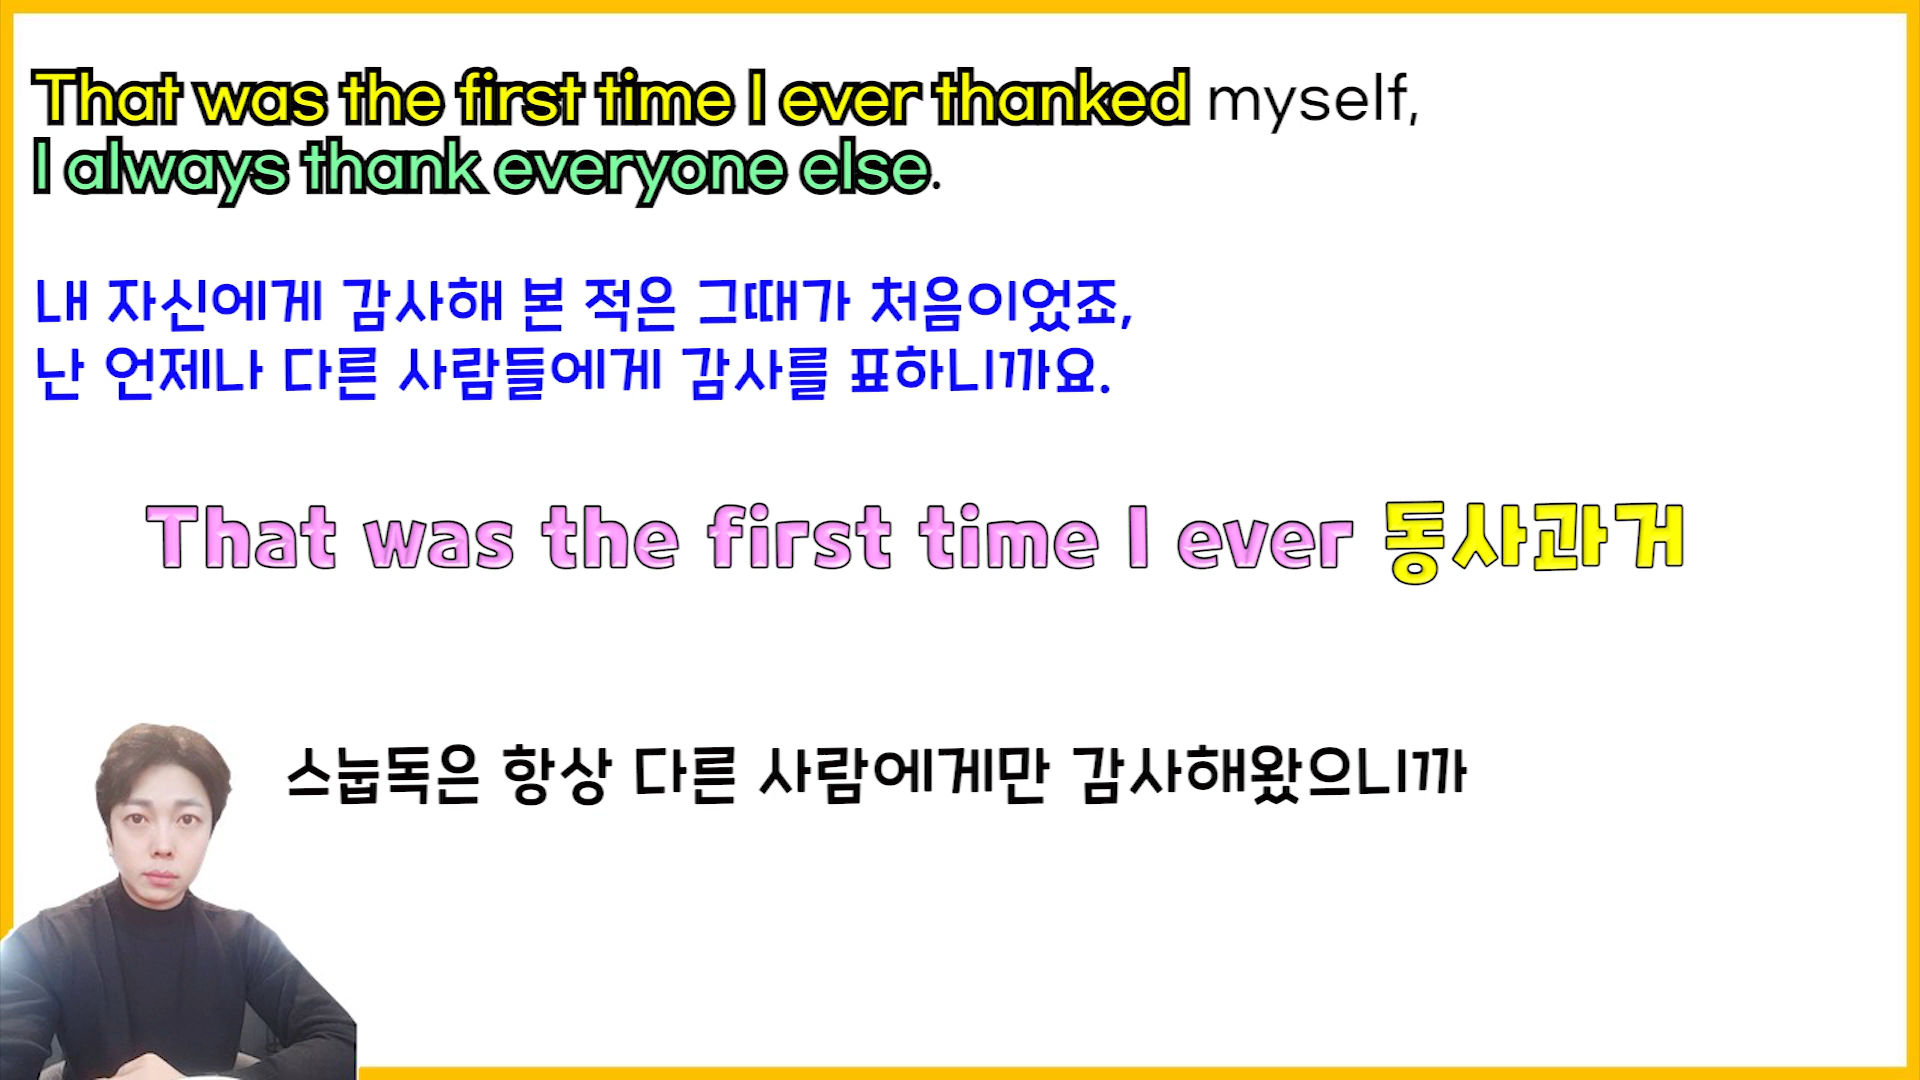 That was the first time I ever thanked myself,
I always thank everyone else.
내 자신에게 감사해 본 적은 그때가 처음이었죠,
난 언제나 다른 사람들에게 감사를 표하니까요.
That was the first time I ever 동사과거
스눕독은 항상 다른 사람에게만 감사해왔으니까